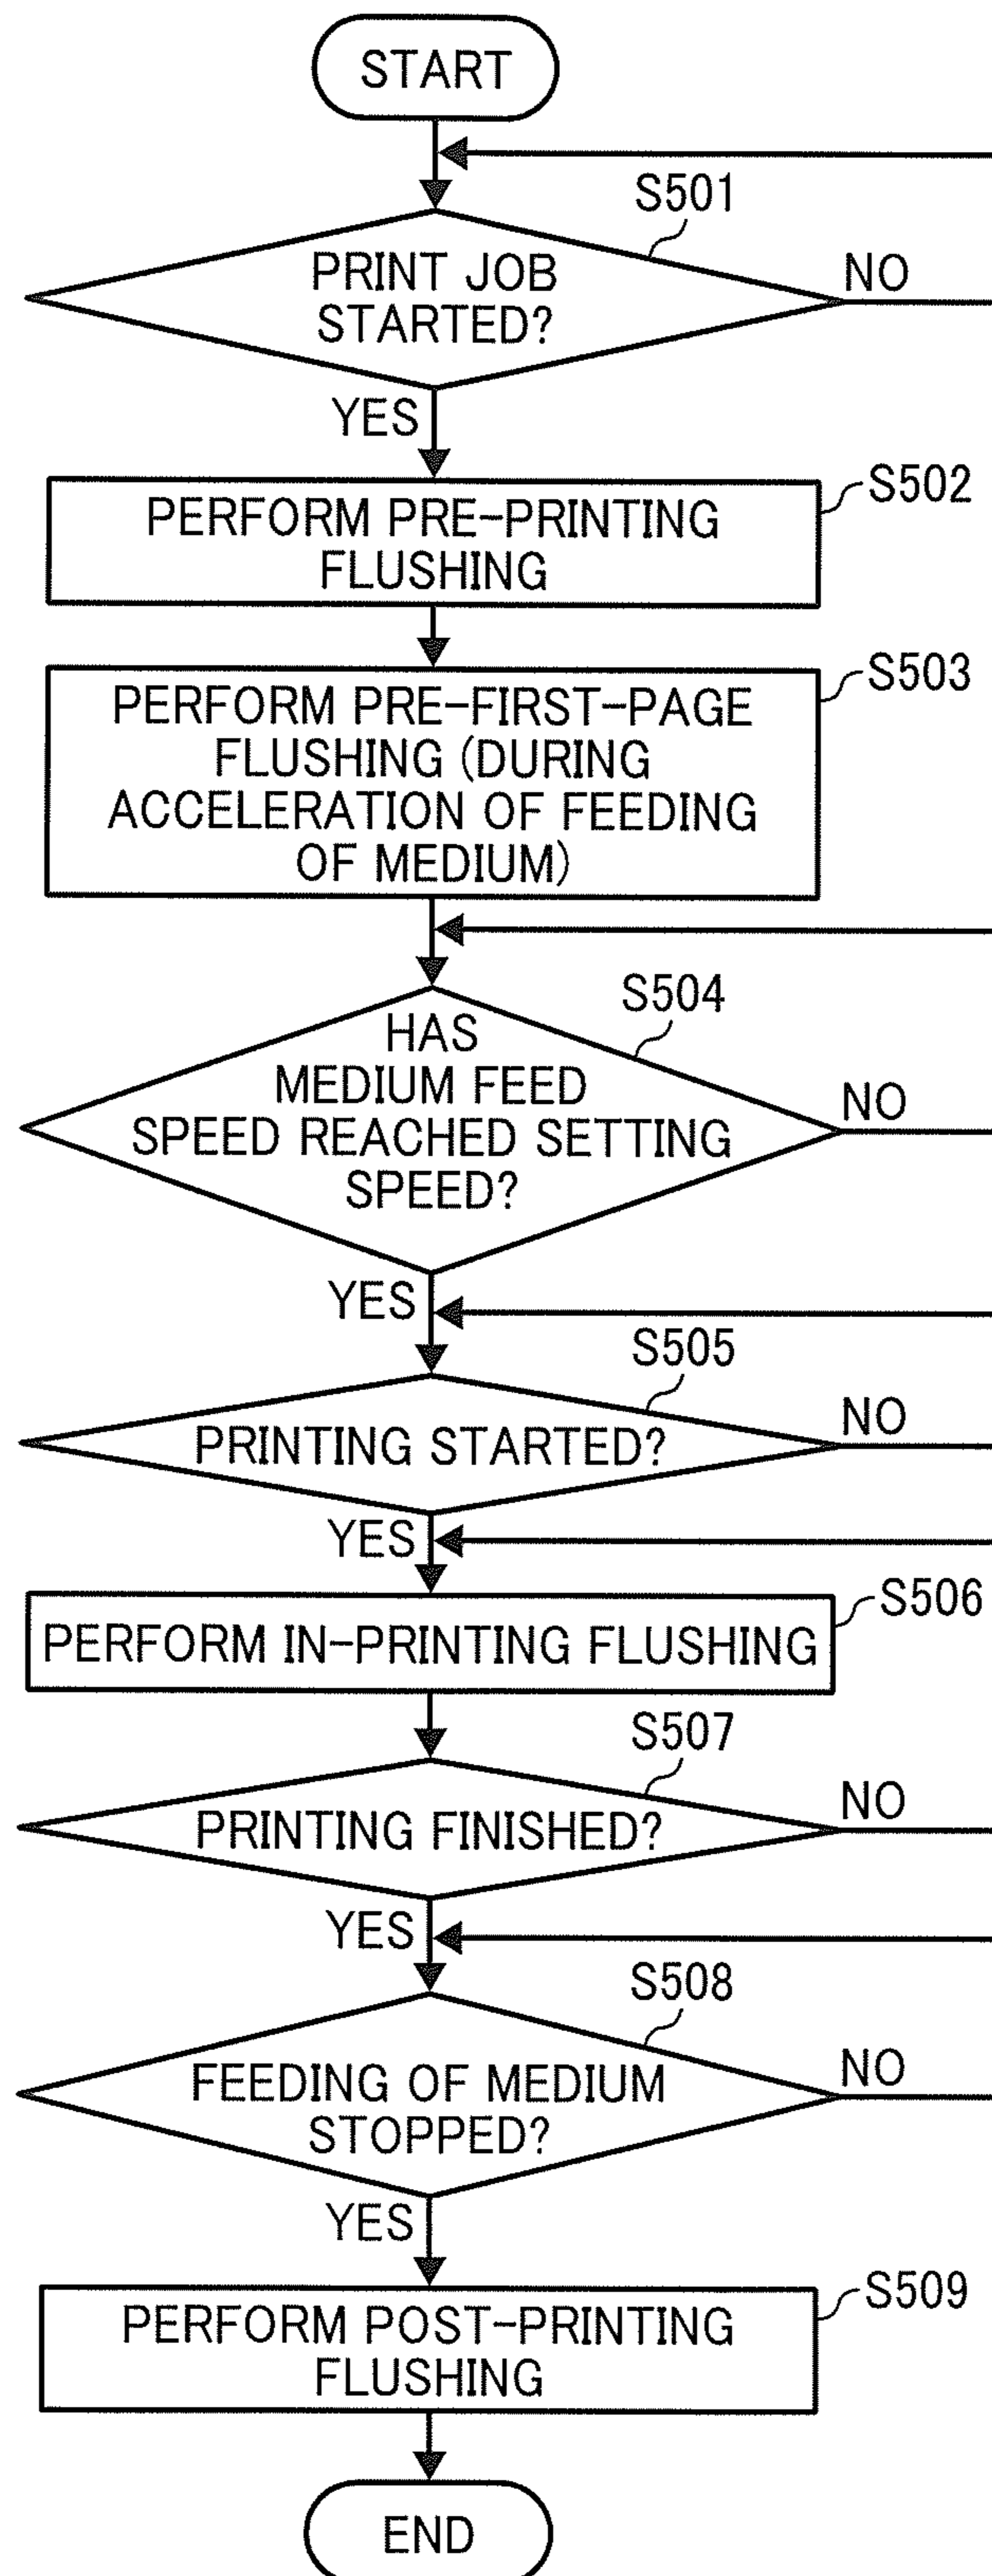 START
S501
PRINT JOB
STARTED?
NO
YES
S502
PERFORM PRE-PRINTING
FLUSHING
S503
PERFORM PRE-FIRST-PAGE
FLUSHING (DURING
ACCELERATION OF FEEDING
OF MEDIUM)
S504
HAS
MEDIUM FEED
SPEED REACHED SETTING
SPEED?
NO
YES
S505
PRINTING STARTED?
NO
YES
S506
PERFORM IN-PRINTING FLUSHING
S507
PRINTING FINISHED?
NO
YES
S508
FEEDING OF MEDIUM
STOPPED?
NO
YES
S509
PERFORM POST-PRINTING
FLUSHING
END